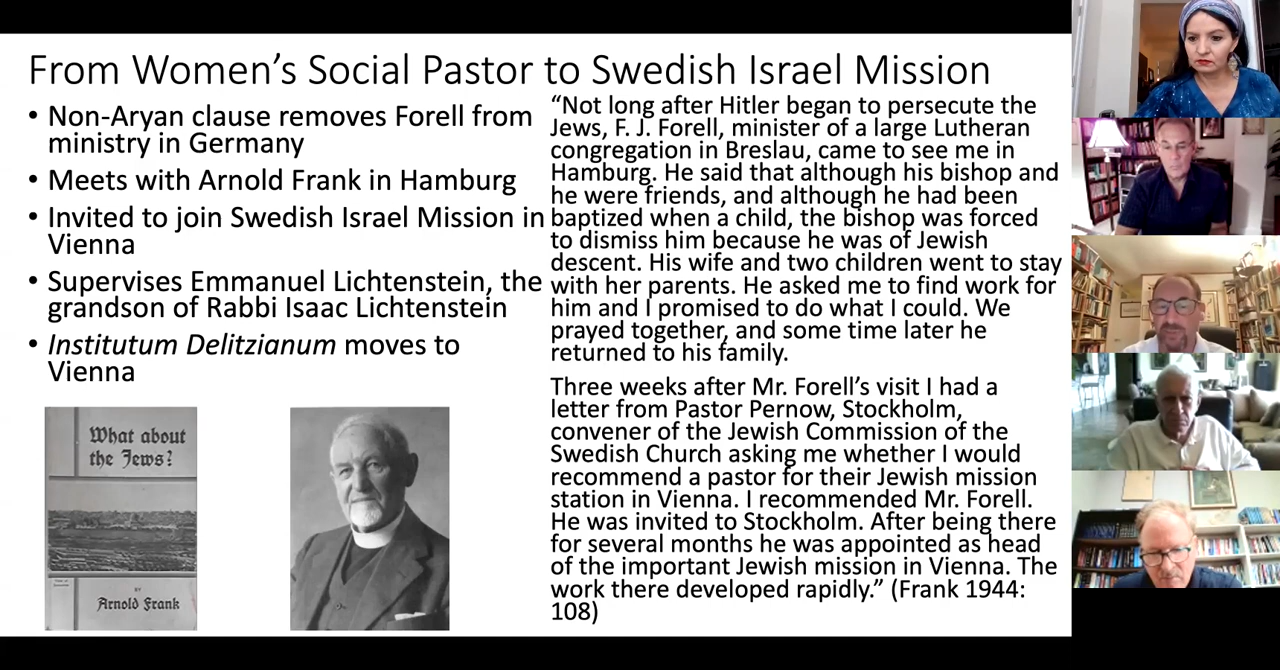 From Women’s Social Pastor to Swedish Israel Mission
• Non-Aryan clause removes Forell from
ministry in Germany
• Meets with Arnold Frank in Hamburg
• Invited to join Swedish Israel Mission in
Vienna
• Supervises Emmanuel Lichtenstein, the
grandson of Rabbi Isaac Lichtenstein
• Institutum Delitzianum moves to
Vienna
What about
the Jews?
BY
Arnold Frank
“Not long after Hitler began to persecute the
Jews, F. J. Forell, minister of a large Lutheran
congregation in Breslau, came to see me in
Hamburg. He said that although his bishop and
he were friends, and although he had been
baptized when a child, the bishop was forced
to dismiss him because he was of Jewish
descent. His wife and two children went to stay
with her parents. He asked me to find work for
him and I promised to do what I could. We
prayed together, and some time later he
returned to his family.
Three weeks after Mr. Forell’s visit I had a
letter from Pastor Pernow, Stockholm,
convener of the Jewish Commission of the
Swedish Church asking me whether I would
recommend a pastor for their Jewish mission
station in Vienna. I recommended Mr. Forell.
He was invited to Stockholm. After being there
for several months he was appointed as head
of the important Jewish mission in Vienna. The
work there developed rapidly.” (Frank 1944:
108)